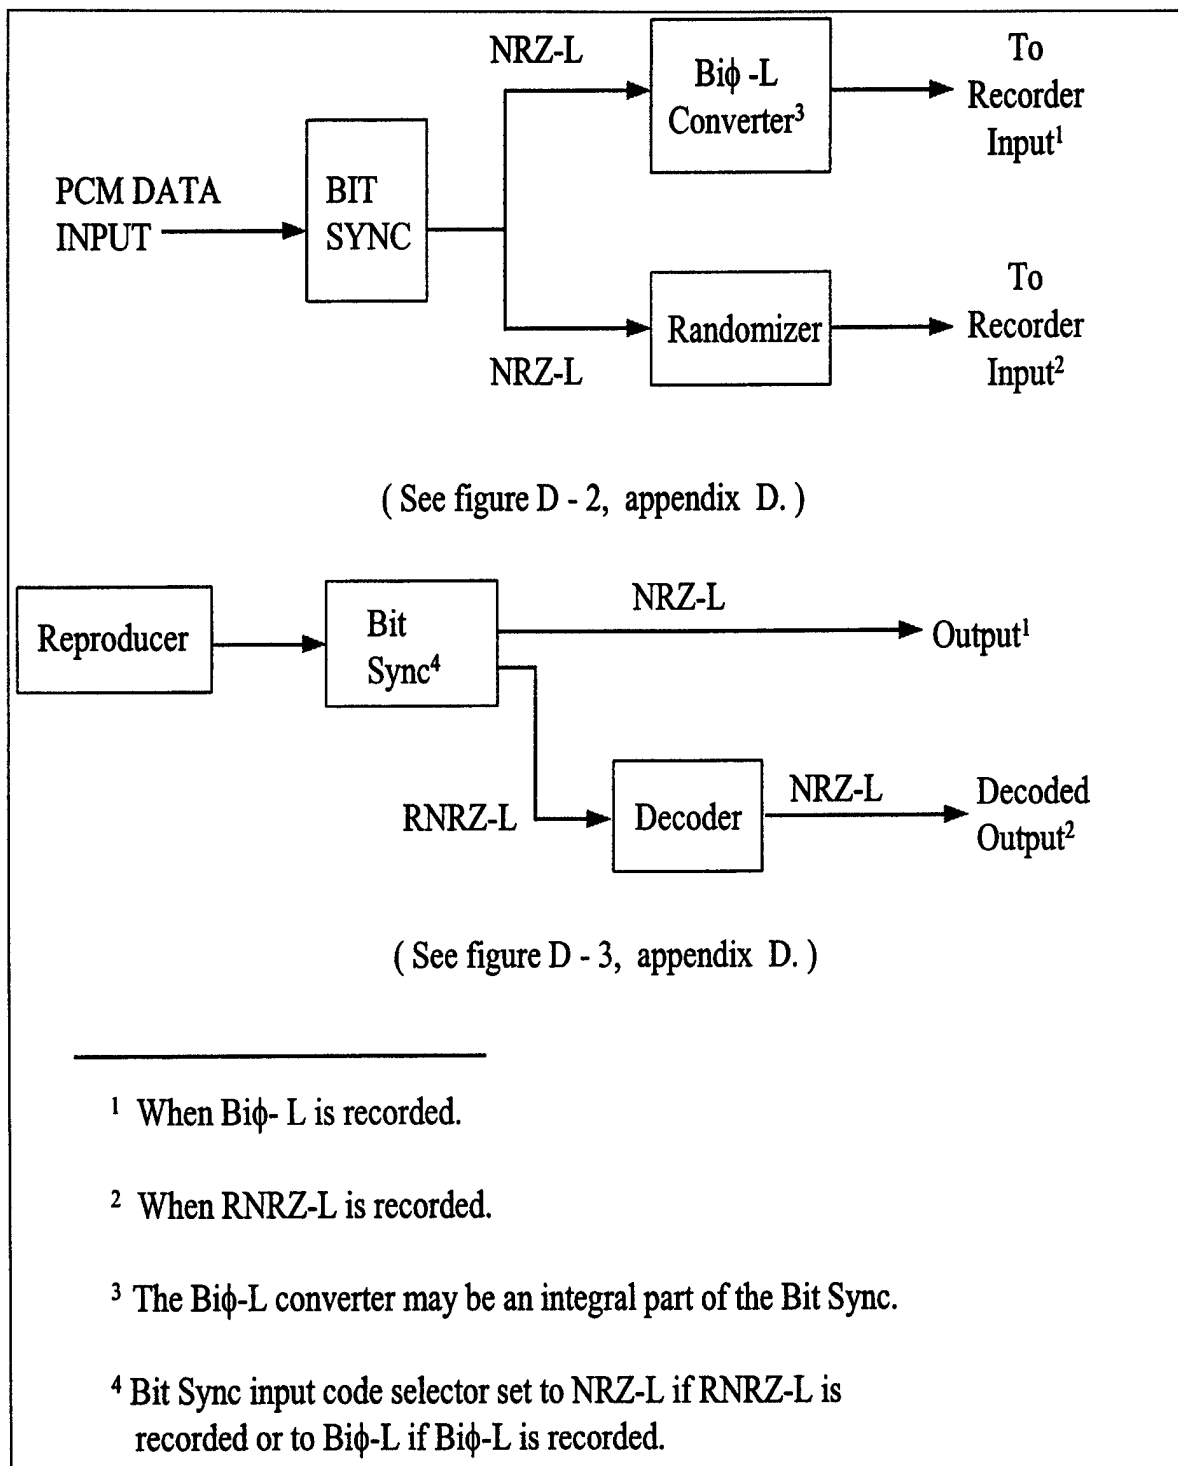 NRZ-L
Biϕ -L
Converter³
To
Recorder
Input¹
PCM DATA
INPUT
BIT
SYNC
NRZ-L
Randomizer
To
Recorder
Input²
( See figure D - 2, appendix D. )
Reproducer
Bit
Sync⁴
NRZ-L
Output¹
RNRZ-L
Decoder
NRZ-L
Decoded
Output²
( See figure D - 3, appendix D. )
¹ When Biϕ- L is recorded.
² When RNRZ-L is recorded.
³ The Biϕ-L converter may be an integral part of the Bit Sync.
⁴ Bit Sync input code selector set to NRZ-L if RNRZ-L is
recorded or to Biϕ-L if Biϕ-L is recorded.